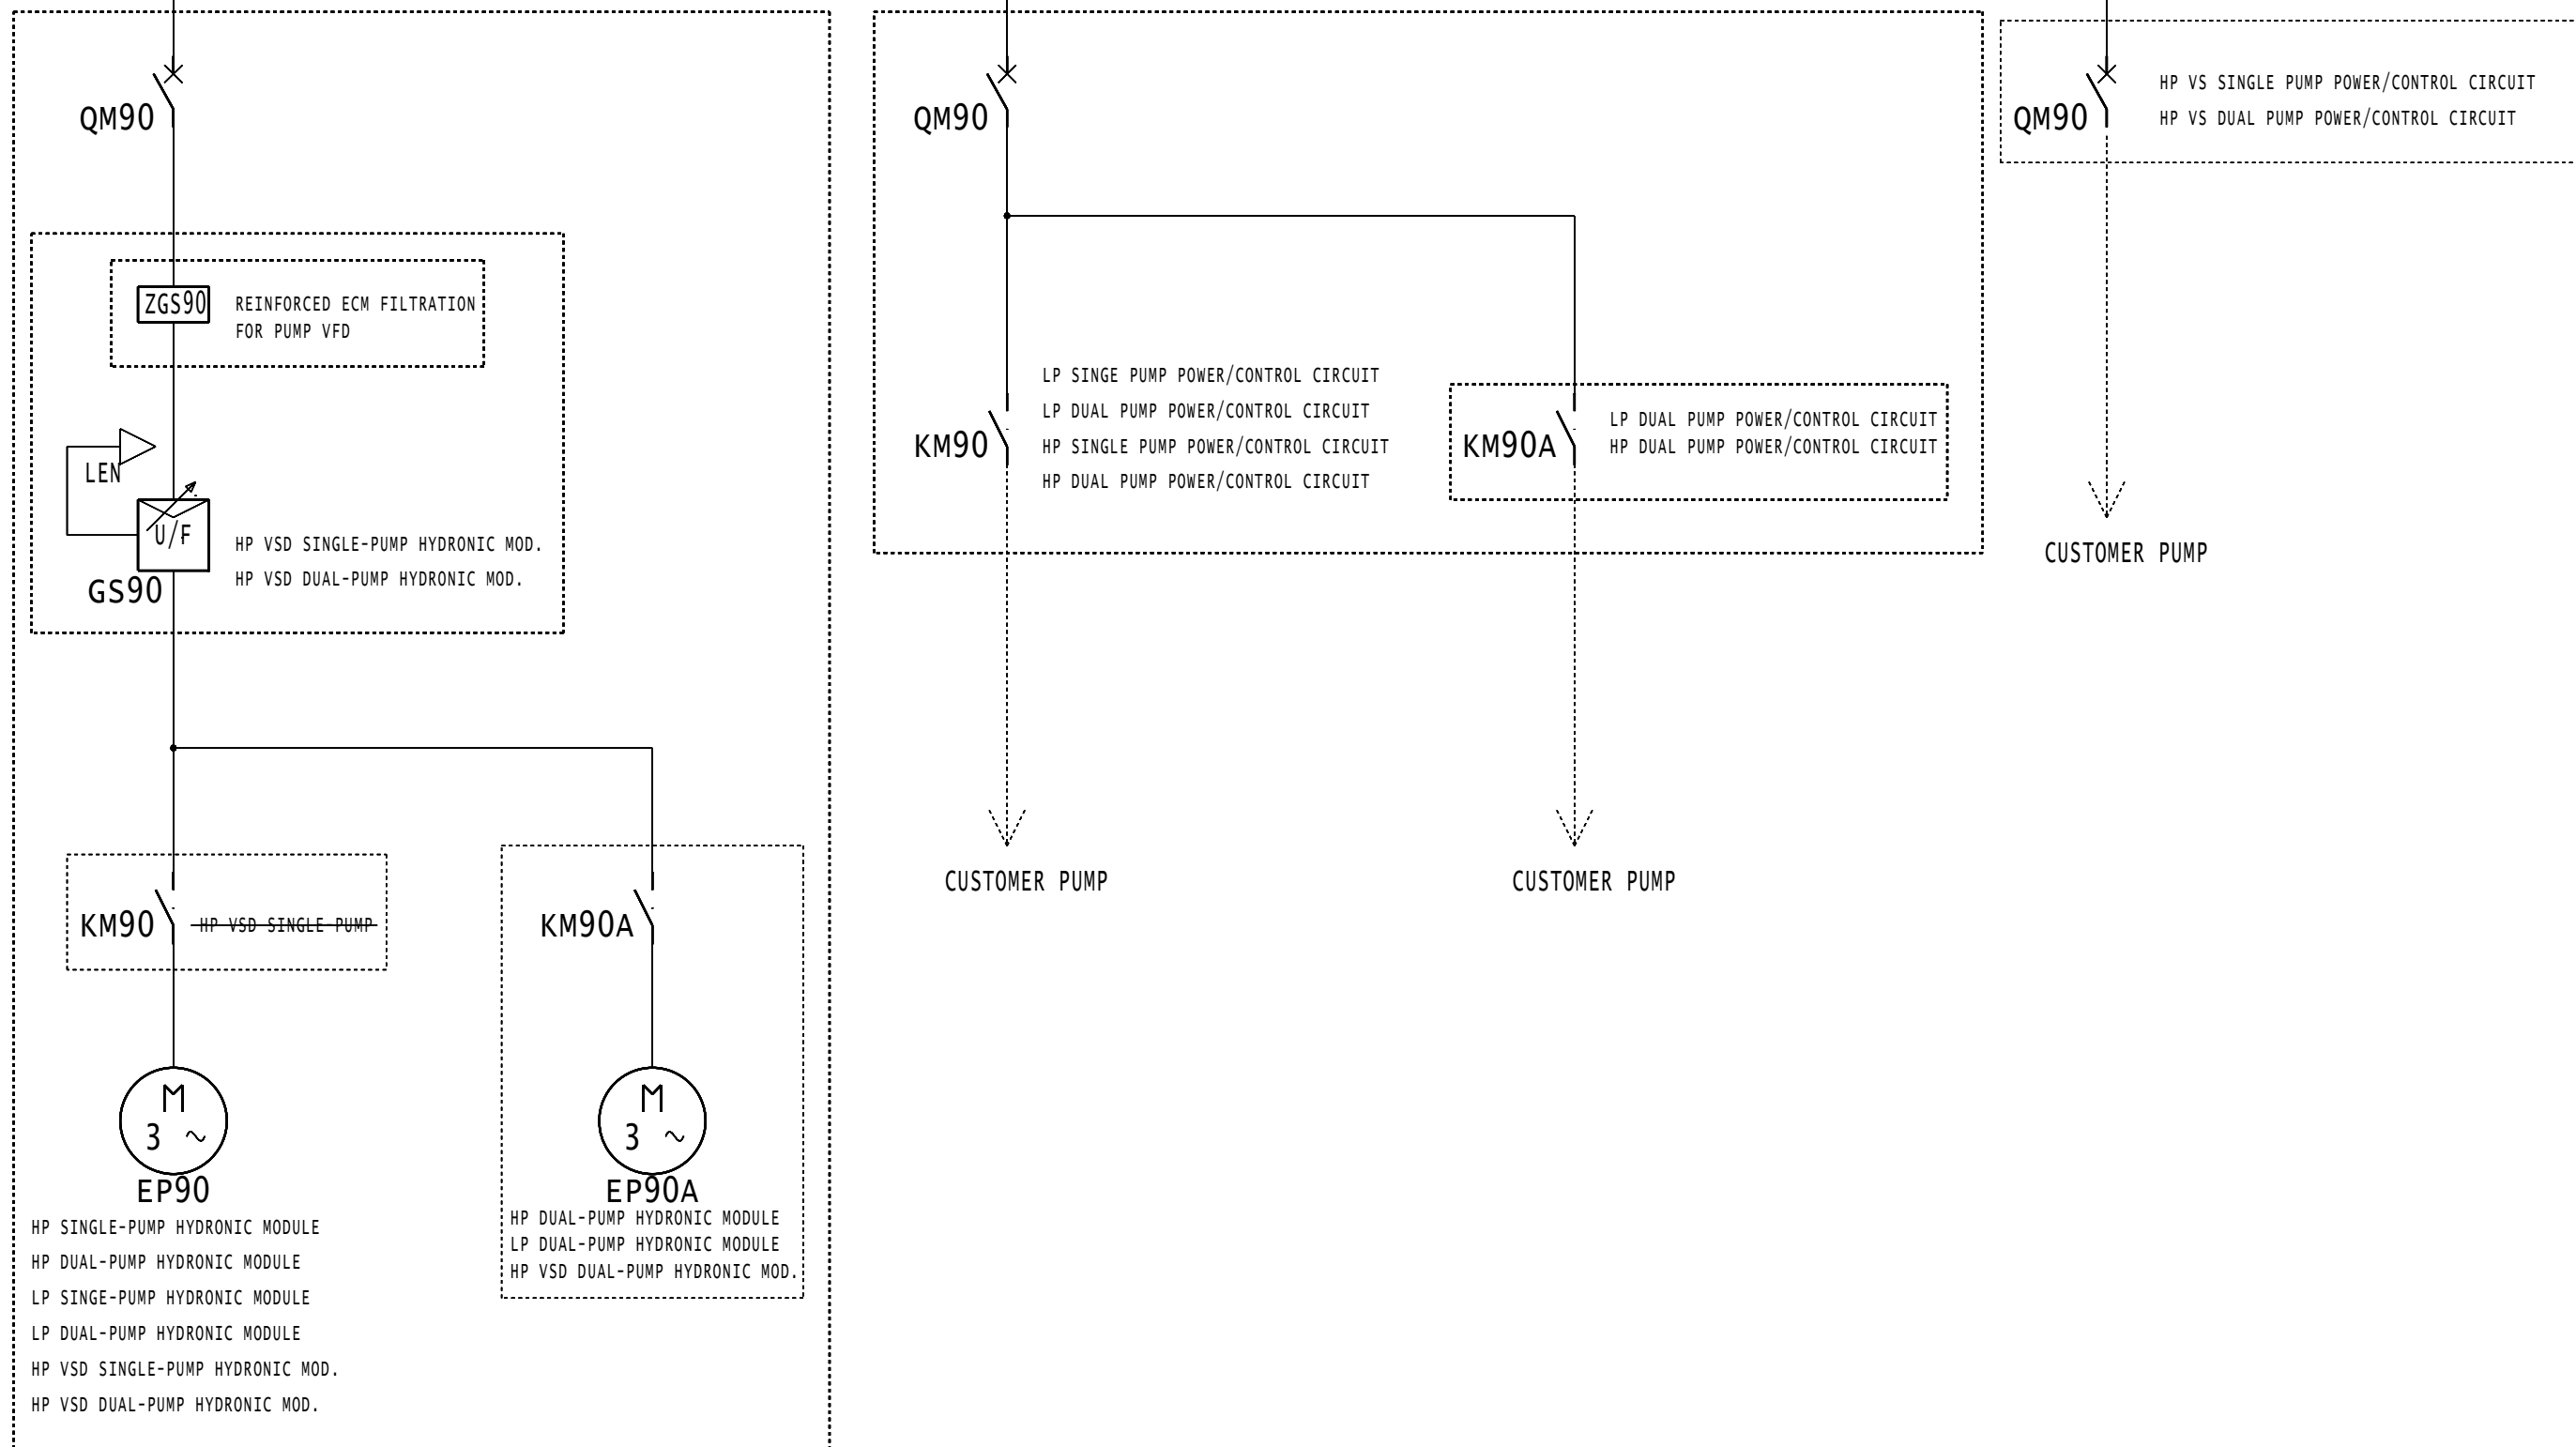 QM90
ZGS90
REINFORCED ECM FILTRATION
FOR PUMP VFD
LEN
U/F
GS90
HP VSD SINGLE-PUMP HYDRONIC MOD.
HP VSD DUAL-PUMP HYDRONIC MOD.
KM90
HP VSD SINGLE-PUMP
KM90A
M
3 ~
EP90
HP SINGLE-PUMP HYDRONIC MODULE
HP DUAL-PUMP HYDRONIC MODULE
LP SINGE-PUMP HYDRONIC MODULE
LP DUAL-PUMP HYDRONIC MODULE
HP VSD SINGLE-PUMP HYDRONIC MOD.
HP VSD DUAL-PUMP HYDRONIC MOD.
M
3 ~
EP90A
HP DUAL-PUMP HYDRONIC MODULE
LP DUAL-PUMP HYDRONIC MODULE
HP VSD DUAL-PUMP HYDRONIC MOD.
QM90
KM90
LP SINGE PUMP POWER/CONTROL CIRCUIT
LP DUAL PUMP POWER/CONTROL CIRCUIT
HP SINGLE PUMP POWER/CONTROL CIRCUIT
HP DUAL PUMP POWER/CONTROL CIRCUIT
KM90A
LP DUAL PUMP POWER/CONTROL CIRCUIT
HP DUAL PUMP POWER/CONTROL CIRCUIT
CUSTOMER PUMP
CUSTOMER PUMP
QM90
HP VS SINGLE PUMP POWER/CONTROL CIRCUIT
HP VS DUAL PUMP POWER/CONTROL CIRCUIT
CUSTOMER PUMP